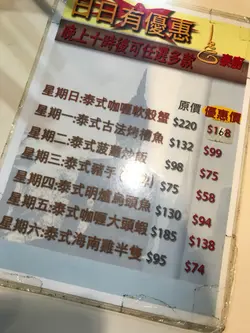 日日有優惠
晚上十時後可任選多款
原價 優惠價
星期日:泰式咖喱軟殼蟹 $220 $168
星期一:泰式古法烤檳魚 $132 $99
星期二:泰式菠蘿炒飯 $98 $75
星期三:泰式豬手 $75 $58
星期四:泰式明爐烏頭魚 $130 $94
星期五:泰式咖喱大頭蝦 $185 $138
星期六:泰式海南雞半隻 $95 $74